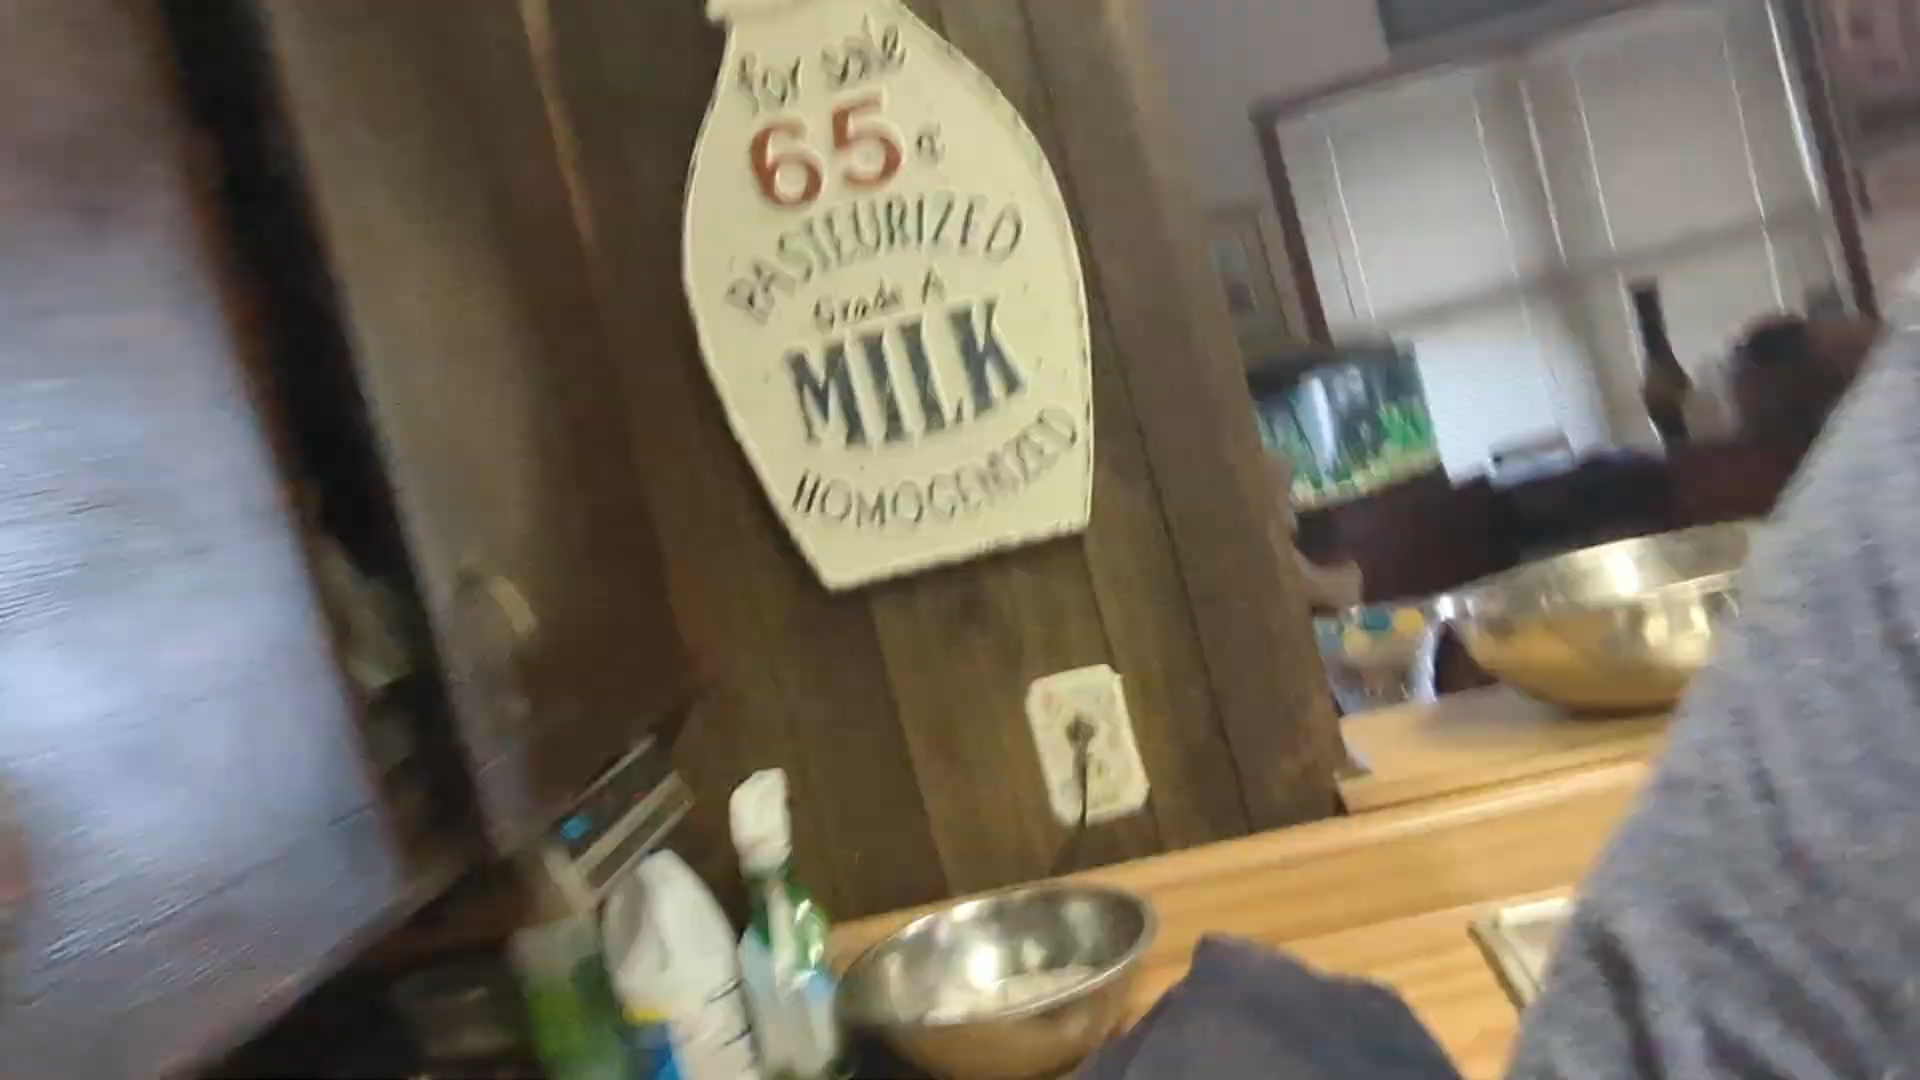 for sale
65¢
PASTEURIZED
Grade A
MILK
HOMOGENIZED